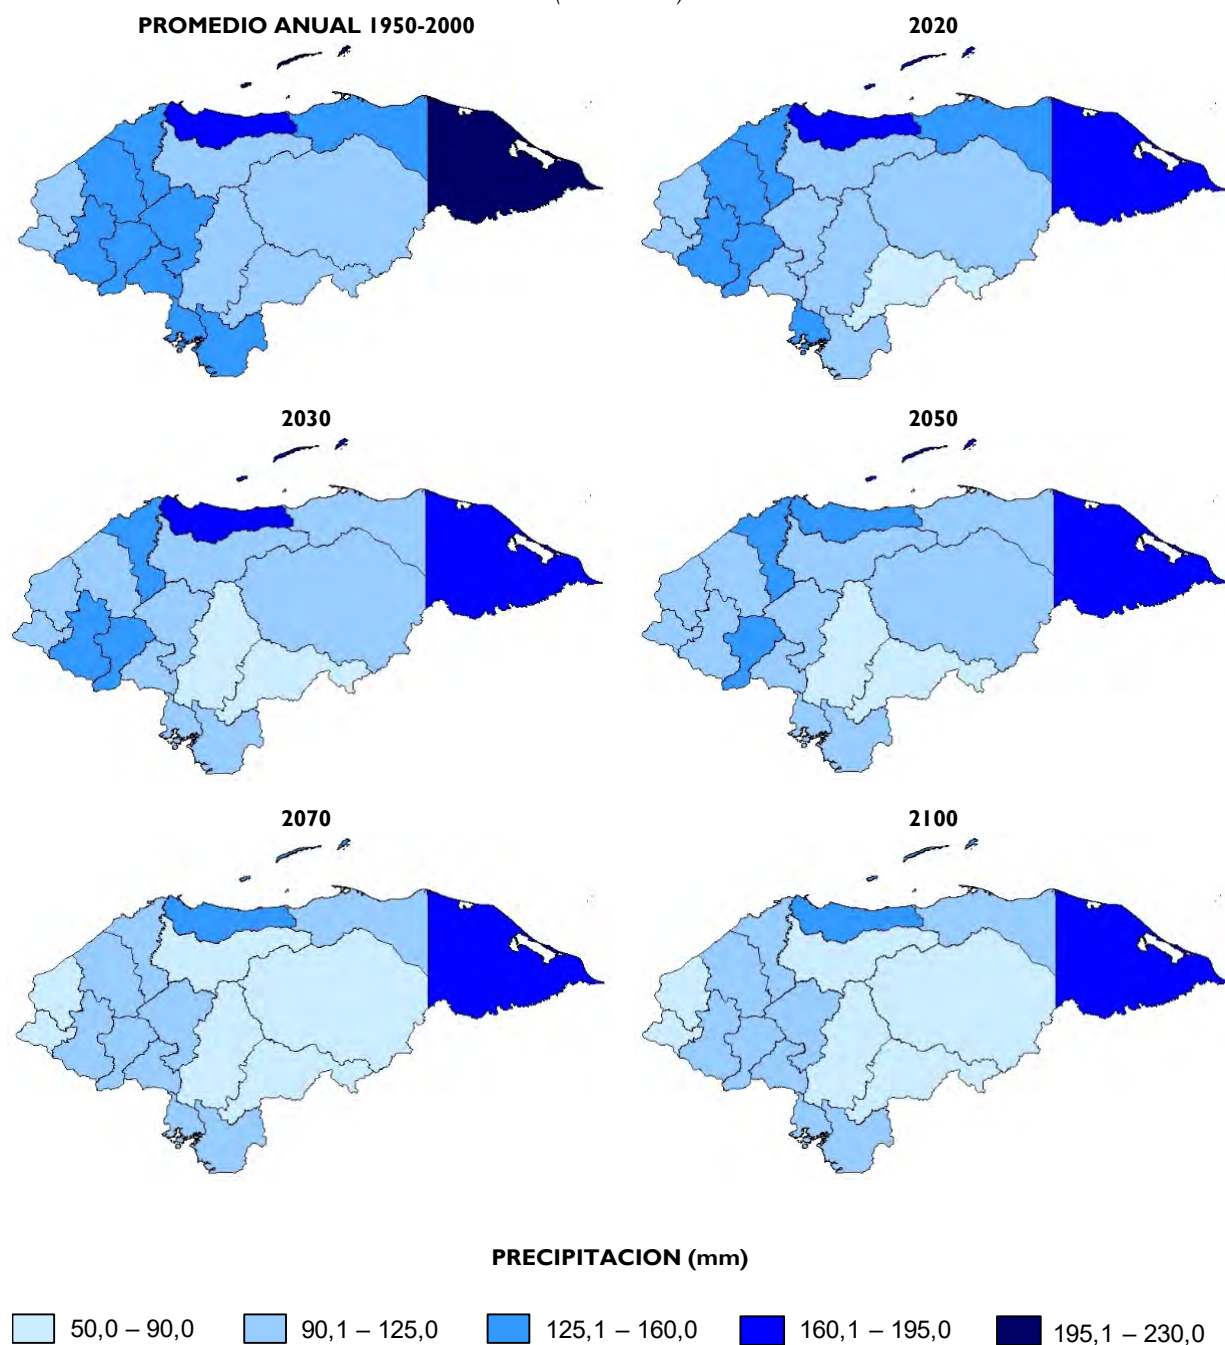 PROMEDIO ANUAL 1950-2000
2020
2030
2050
2070
2100
PRECIPITACION (mm)
50,0 – 90,0
90,1 – 125,0
125,1 – 160,0
160,1 – 195,0
195,1 – 230,0